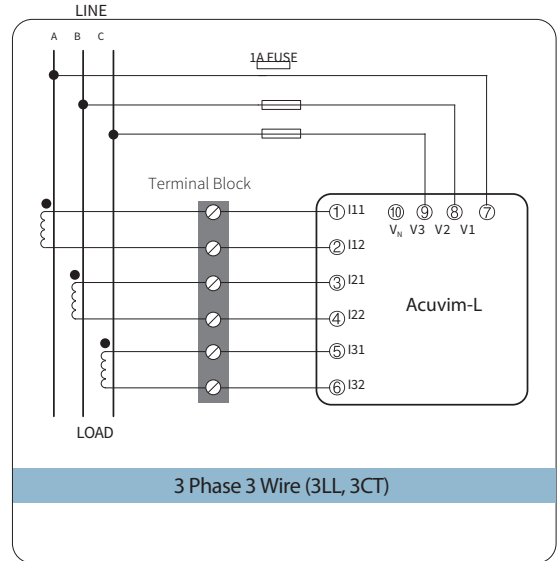 LINE
A B C
1A FUSE
Terminal Block
① I11
⑩ ⑨ ⑧ ⑦
V_N V3 V2 V1
② I12
③ I21
Acuvim-L
④ I22
⑤ I31
⑥ I32
LOAD
3 Phase 3 Wire (3LL, 3CT)